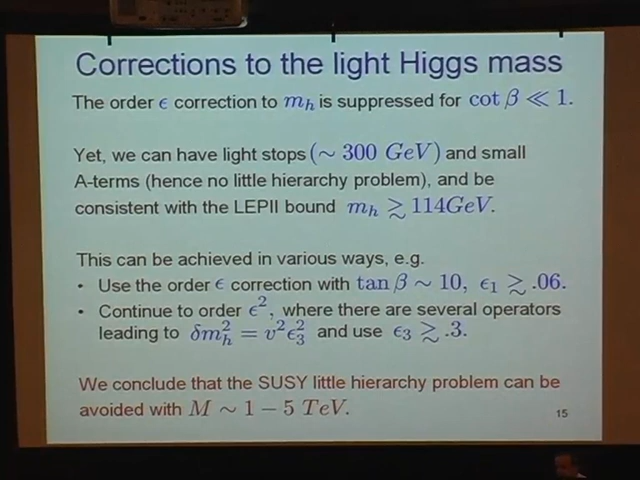 Corrections to the light Higgs mass
The order ϵ correction to m_h is suppressed for cot β ≪ 1.
Yet, we can have light stops (∼ 300 GeV) and small
A-terms (hence no little hierarchy problem), and be
consistent with the LEPII bound m_h ≳ 114GeV.
This can be achieved in various ways, e.g.
• Use the order ϵ correction with tan β ∼ 10, ϵ₁ ≳ .06.
• Continue to order ϵ², where there are several operators
leading to δm_h² = v²ϵ₃² and use ϵ₃ ≳ .3.
We conclude that the SUSY little hierarchy problem can be
avoided with M ∼ 1 − 5 TeV.
15